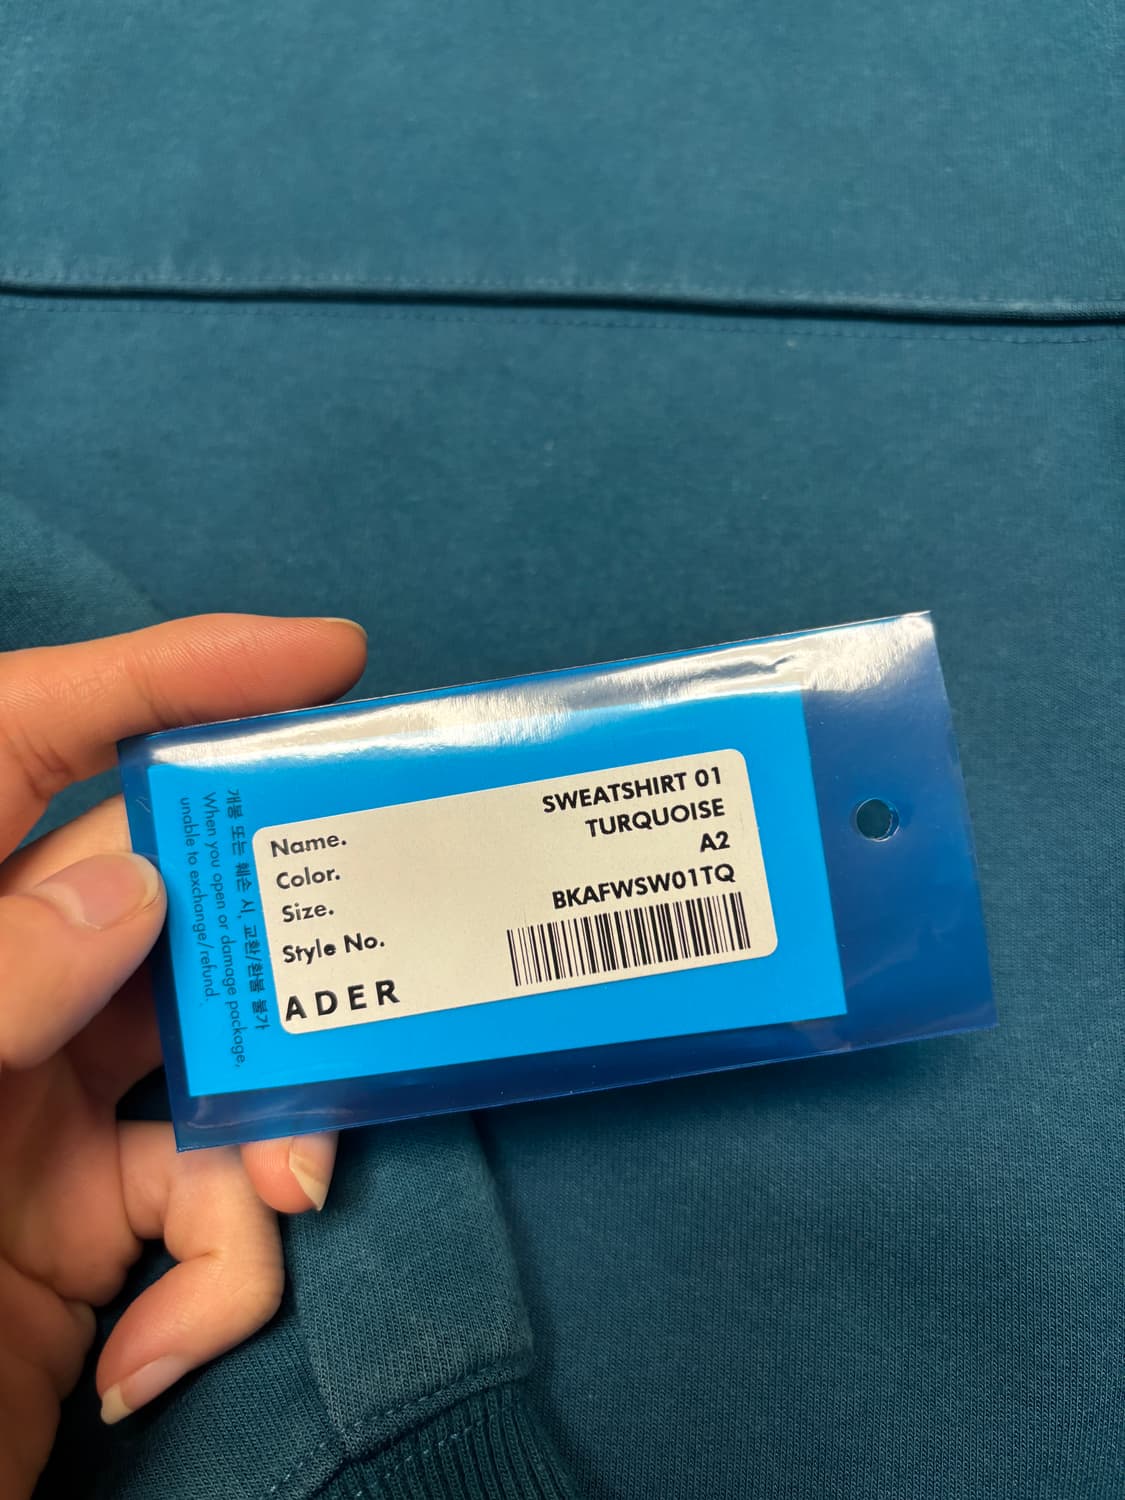 Name. SWEATSHIRT 01
Color. TURQUOISE
Size. A2
Style No. BKAFWSW01TQ
ADER
개봉 또는 훼손 시, 교환/환불 불가
When you open or damage package,
unable to exchange/refund.